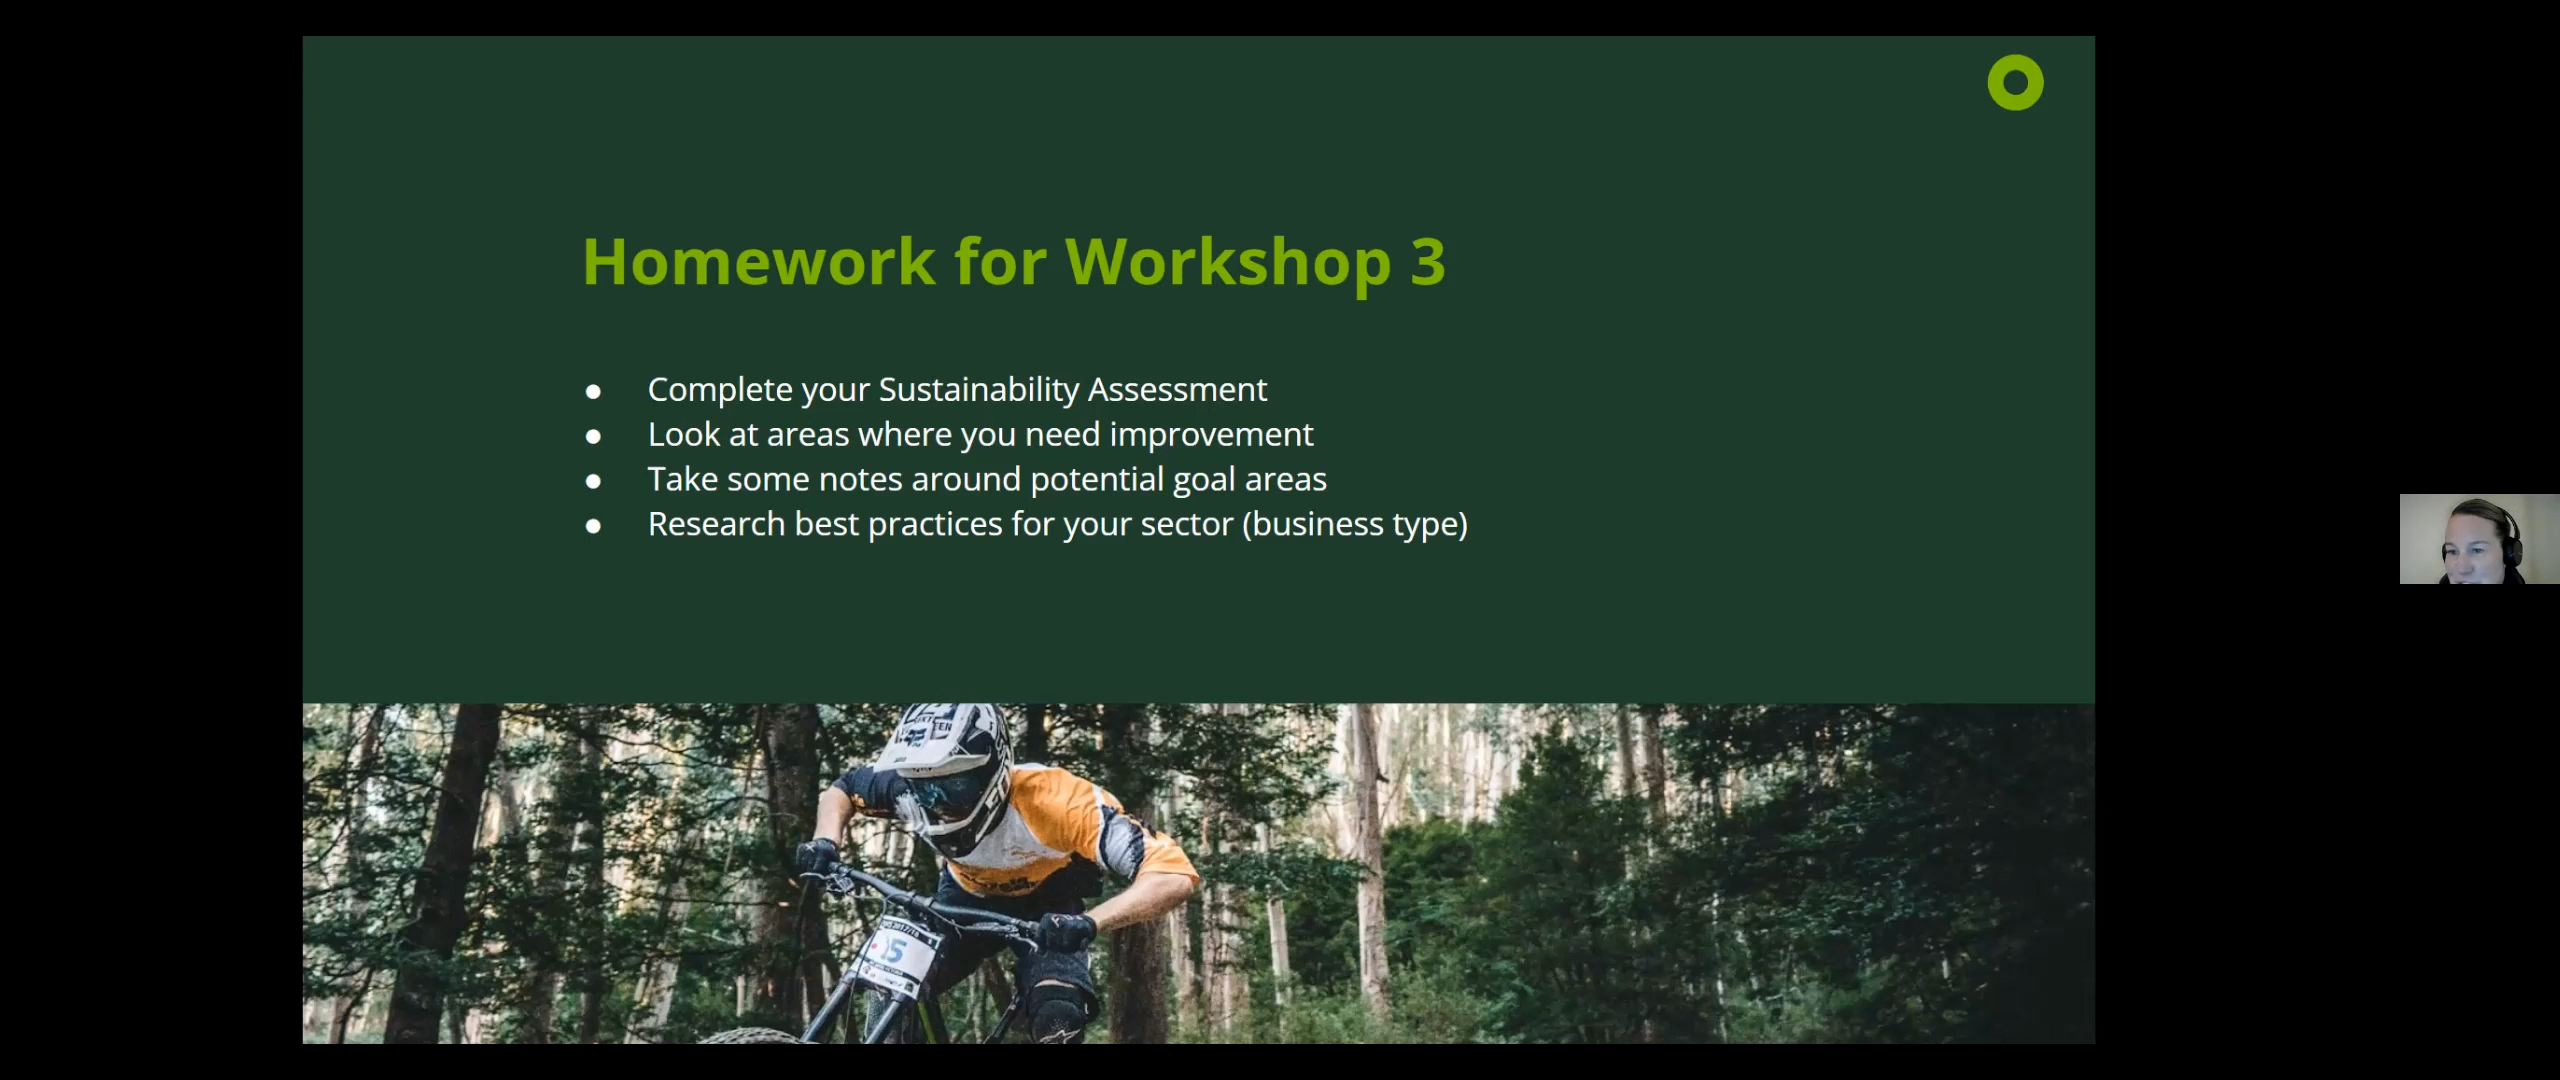 Homework for Workshop 3
● Complete your Sustainability Assessment
● Look at areas where you need improvement
● Take some notes around potential goal areas
● Research best practices for your sector (business type)